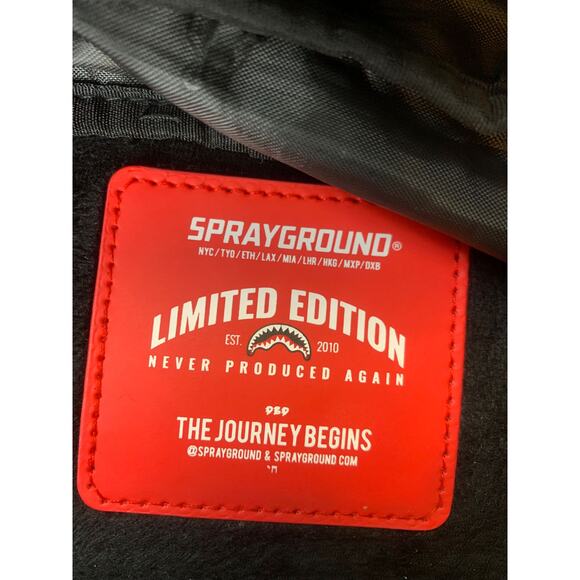 SPRAYGROUND®
NYC/TYO/ETH/LAX/MIA/LHR/HKG/MXP/DXB
LIMITED EDITION
EST. 2010
NEVER PRODUCED AGAIN
DBD
THE JOURNEY BEGINS
@SPRAYGROUND & SPRAYGROUND.COM